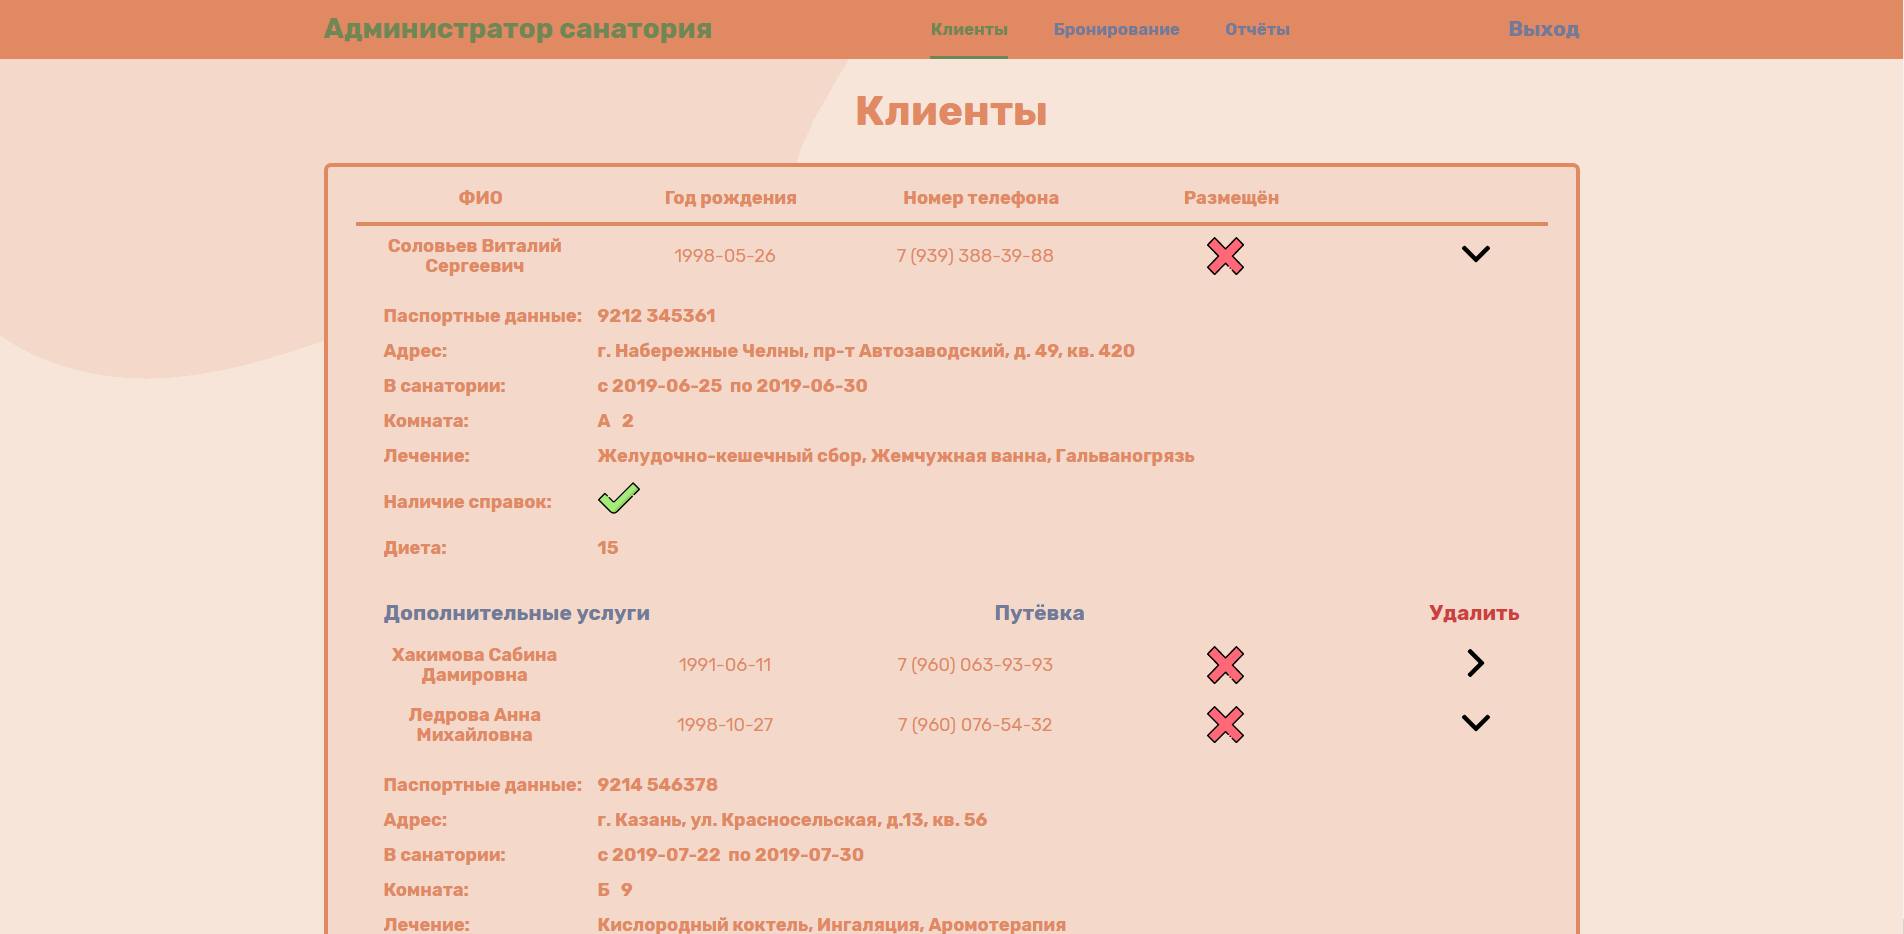 Администратор санатория Клиенты Бронирование Отчёты Выход
Клиенты
ФИО Год рождения Номер телефона Размещён
Соловьев Виталий
Сергеевич 1998-05-26 7 (939) 388-39-88
Паспортные данные: 9212 345361
Адрес: г. Набережные Челны, пр-т Автозаводский, д. 49, кв. 420
В санатории: с 2019-06-25 по 2019-06-30
Комната: А 2
Лечение: Желудочно-кешечный сбор, Жемчужная ванна, Гальваногрязь
Наличие справок:
Диета: 15
Дополнительные услуги Путёвка Удалить
Хакимова Сабина
Дамировна 1991-06-11 7 (960) 063-93-93
Ледрова Анна
Михайловна 1998-10-27 7 (960) 076-54-32
Паспортные данные: 9214 546378
Адрес: г. Казань, ул. Красносельская, д.13, кв. 56
В санатории: с 2019-07-22 по 2019-07-30
Комната: Б 9
Лечение: Кислородный коктель, Ингаляция, Аромотерапия